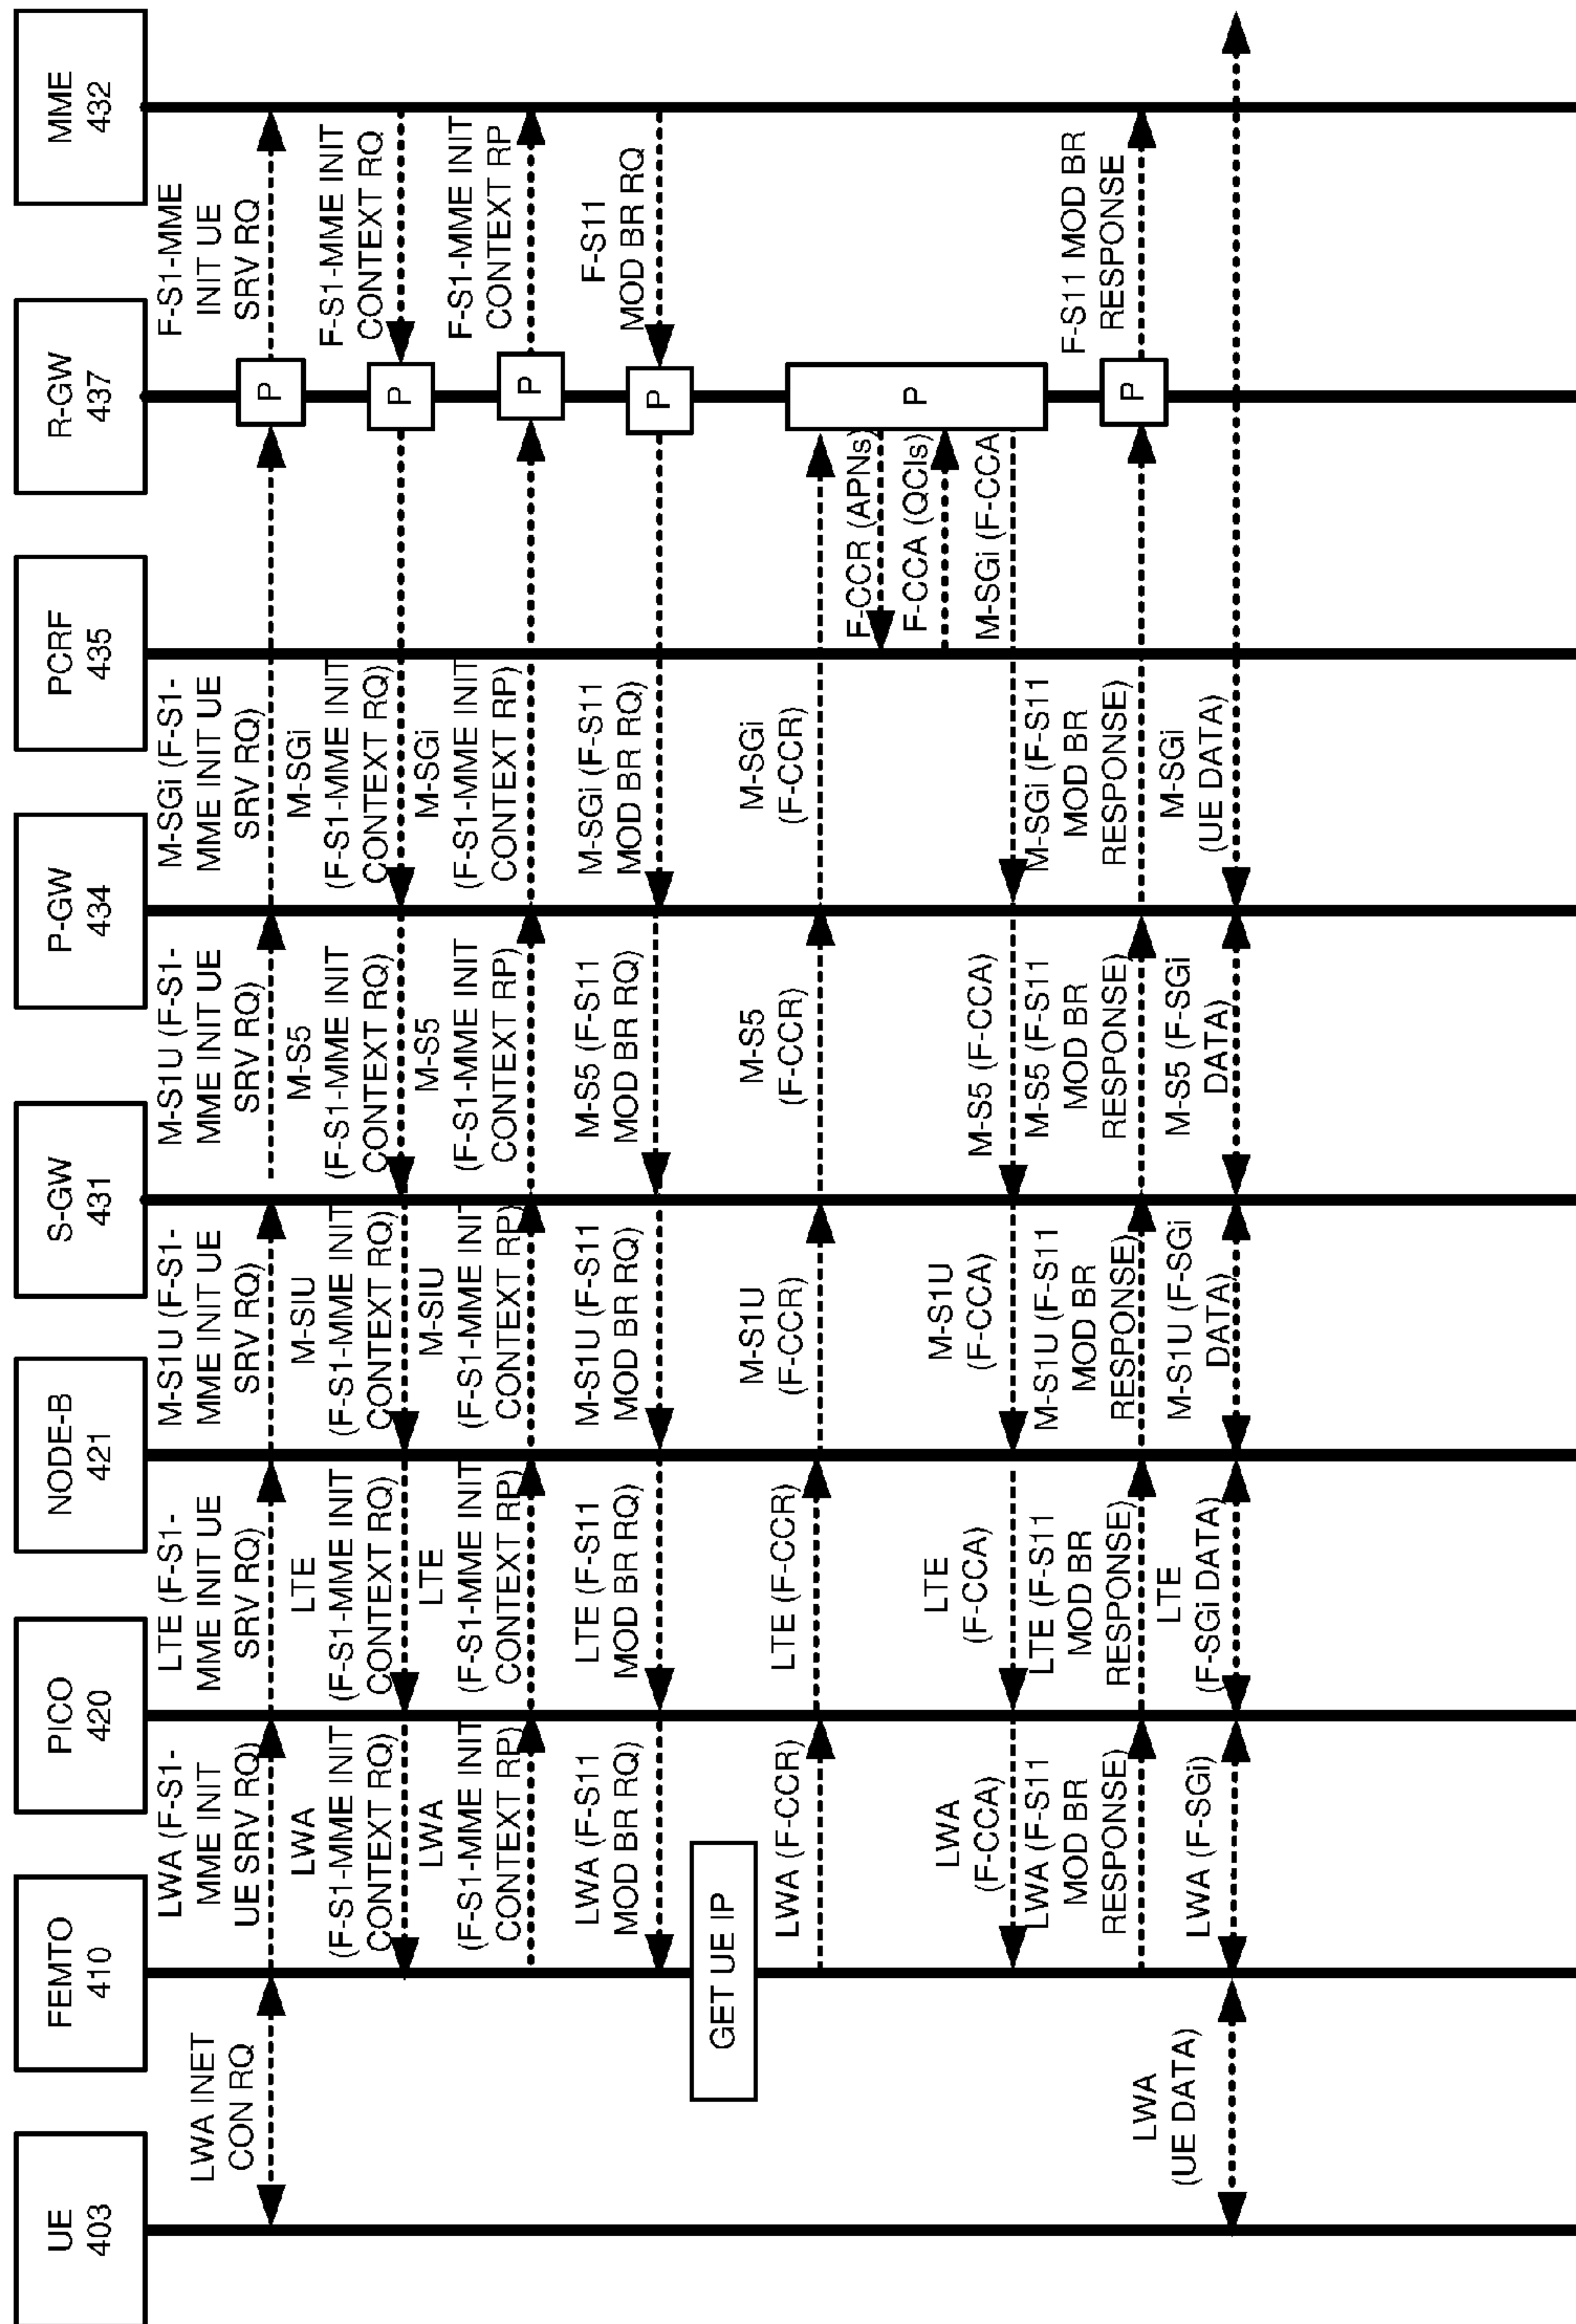 UE
403
FEMTO
410
PICO
420
NODE-B
421
S-GW
431
P-GW
434
PCRF
435
R-GW
437
MME
432
LWA INET
CON RQ
LWA (F-S1-
MME INIT
UE SRV RQ)
LTE (F-S1-
MME INIT UE
SRV RQ)
M-S1U (F-S1-
MME INIT UE
SRV RQ)
M-S1U (F-S1-
MME INIT UE
SRV RQ)
M-SGi (F-S1-
MME INIT UE
SRV RQ)
P
F-S1-MME
INIT UE
SRV RQ
LWA
(F-S1-MME INIT
CONTEXT RQ)
LTE
(F-S1-MME INIT
CONTEXT RQ)
M-SIU
(F-S1-MME INIT
CONTEXT RQ)
M-S5
(F-S1-MME INIT
CONTEXT RQ)
M-SGi
(F-S1-MME INIT
CONTEXT RQ)
P
F-S1-MME INIT
CONTEXT RQ
LWA
(F-S1-MME INIT
CONTEXT RP)
LTE
(F-S1-MME INIT
CONTEXT RP)
M-SIU
(F-S1-MME INIT
CONTEXT RP)
M-S5
(F-S1-MME INIT
CONTEXT RP)
M-SGi
(F-S1-MME INIT
CONTEXT RP)
P
F-S1-MME INIT
CONTEXT RP
LWA (F-S11
MOD BR RQ)
LTE (F-S11
MOD BR RQ)
M-S1U (F-S11
MOD BR RQ)
M-S5 (F-S11
MOD BR RQ)
M-SGi (F-S11
MOD BR RQ)
P
F-S11
MOD BR RQ
GET UE IP
LWA (F-CCR)
LTE (F-CCR)
M-S1U
(F-CCR)
M-S5
(F-CCR)
M-SGi
(F-CCR)
P
F-CCR (APNs)
F-CCA (QCIs)
M-SGi (F-CCA
LWA
(F-CCA)
LTE
(F-CCA)
M-S1U
(F-CCA)
M-S5 (F-CCA)
LWA (F-S11
MOD BR
RESPONSE)
LTE (F-S11
MOD BR
RESPONSE)
M-S1U (F-S11
MOD BR
RESPONSE)
M-S5 (F-S11
MOD BR
RESPONSE)
M-SGi (F-S11
MOD BR
RESPONSE)
P
F-S11 MOD BR
RESPONSE
LWA
(UE DATA)
LWA (F-SGi)
LTE
(F-SGi DATA)
M-S1U (F-SGi
DATA)
M-S5 (F-SGi
DATA)
M-SGi
(UE DATA)